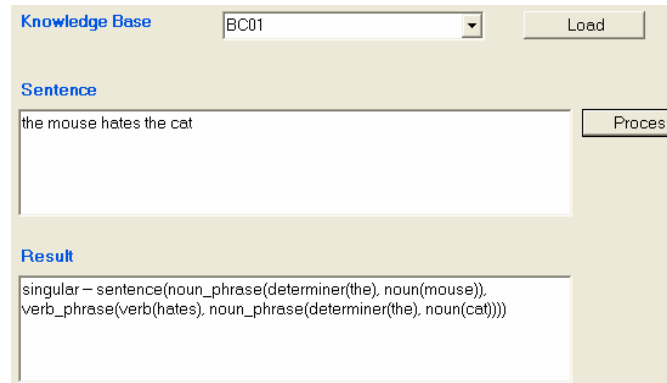 Knowledge Base BC01 Load
Sentence
the mouse hates the cat
Proces
Result
singular – sentence(noun_phrase(determiner(the), noun(mouse)),
verb_phrase(verb(hates), noun_phrase(determiner(the), noun(cat))))